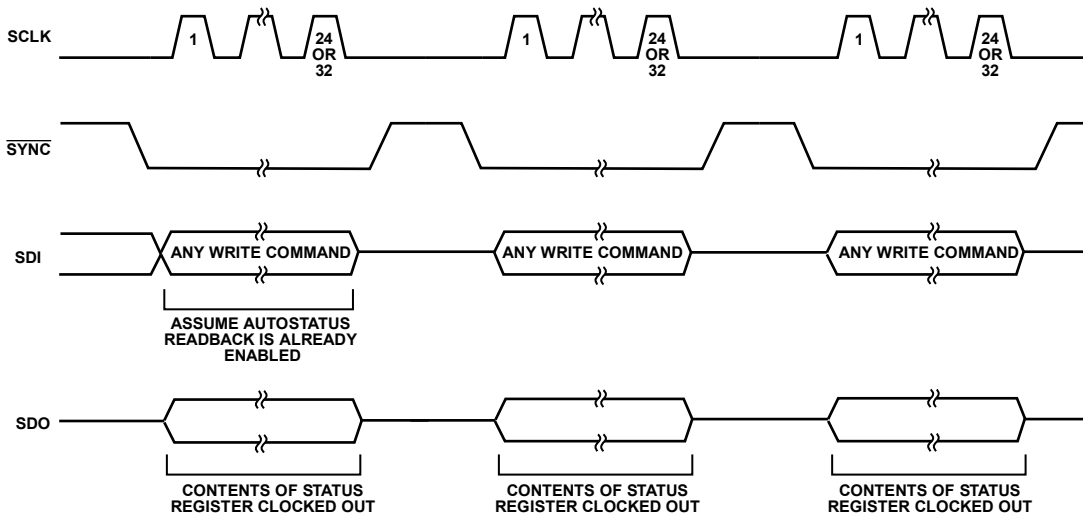 SCLK
1
24
OR
32
1
24
OR
32
1
24
OR
32
SYNC
SDI
ANY WRITE COMMAND
ANY WRITE COMMAND
ANY WRITE COMMAND
ASSUME AUTOSTATUS
READBACK IS ALREADY
ENABLED
SDO
CONTENTS OF STATUS
REGISTER CLOCKED OUT
CONTENTS OF STATUS
REGISTER CLOCKED OUT
CONTENTS OF STATUS
REGISTER CLOCKED OUT